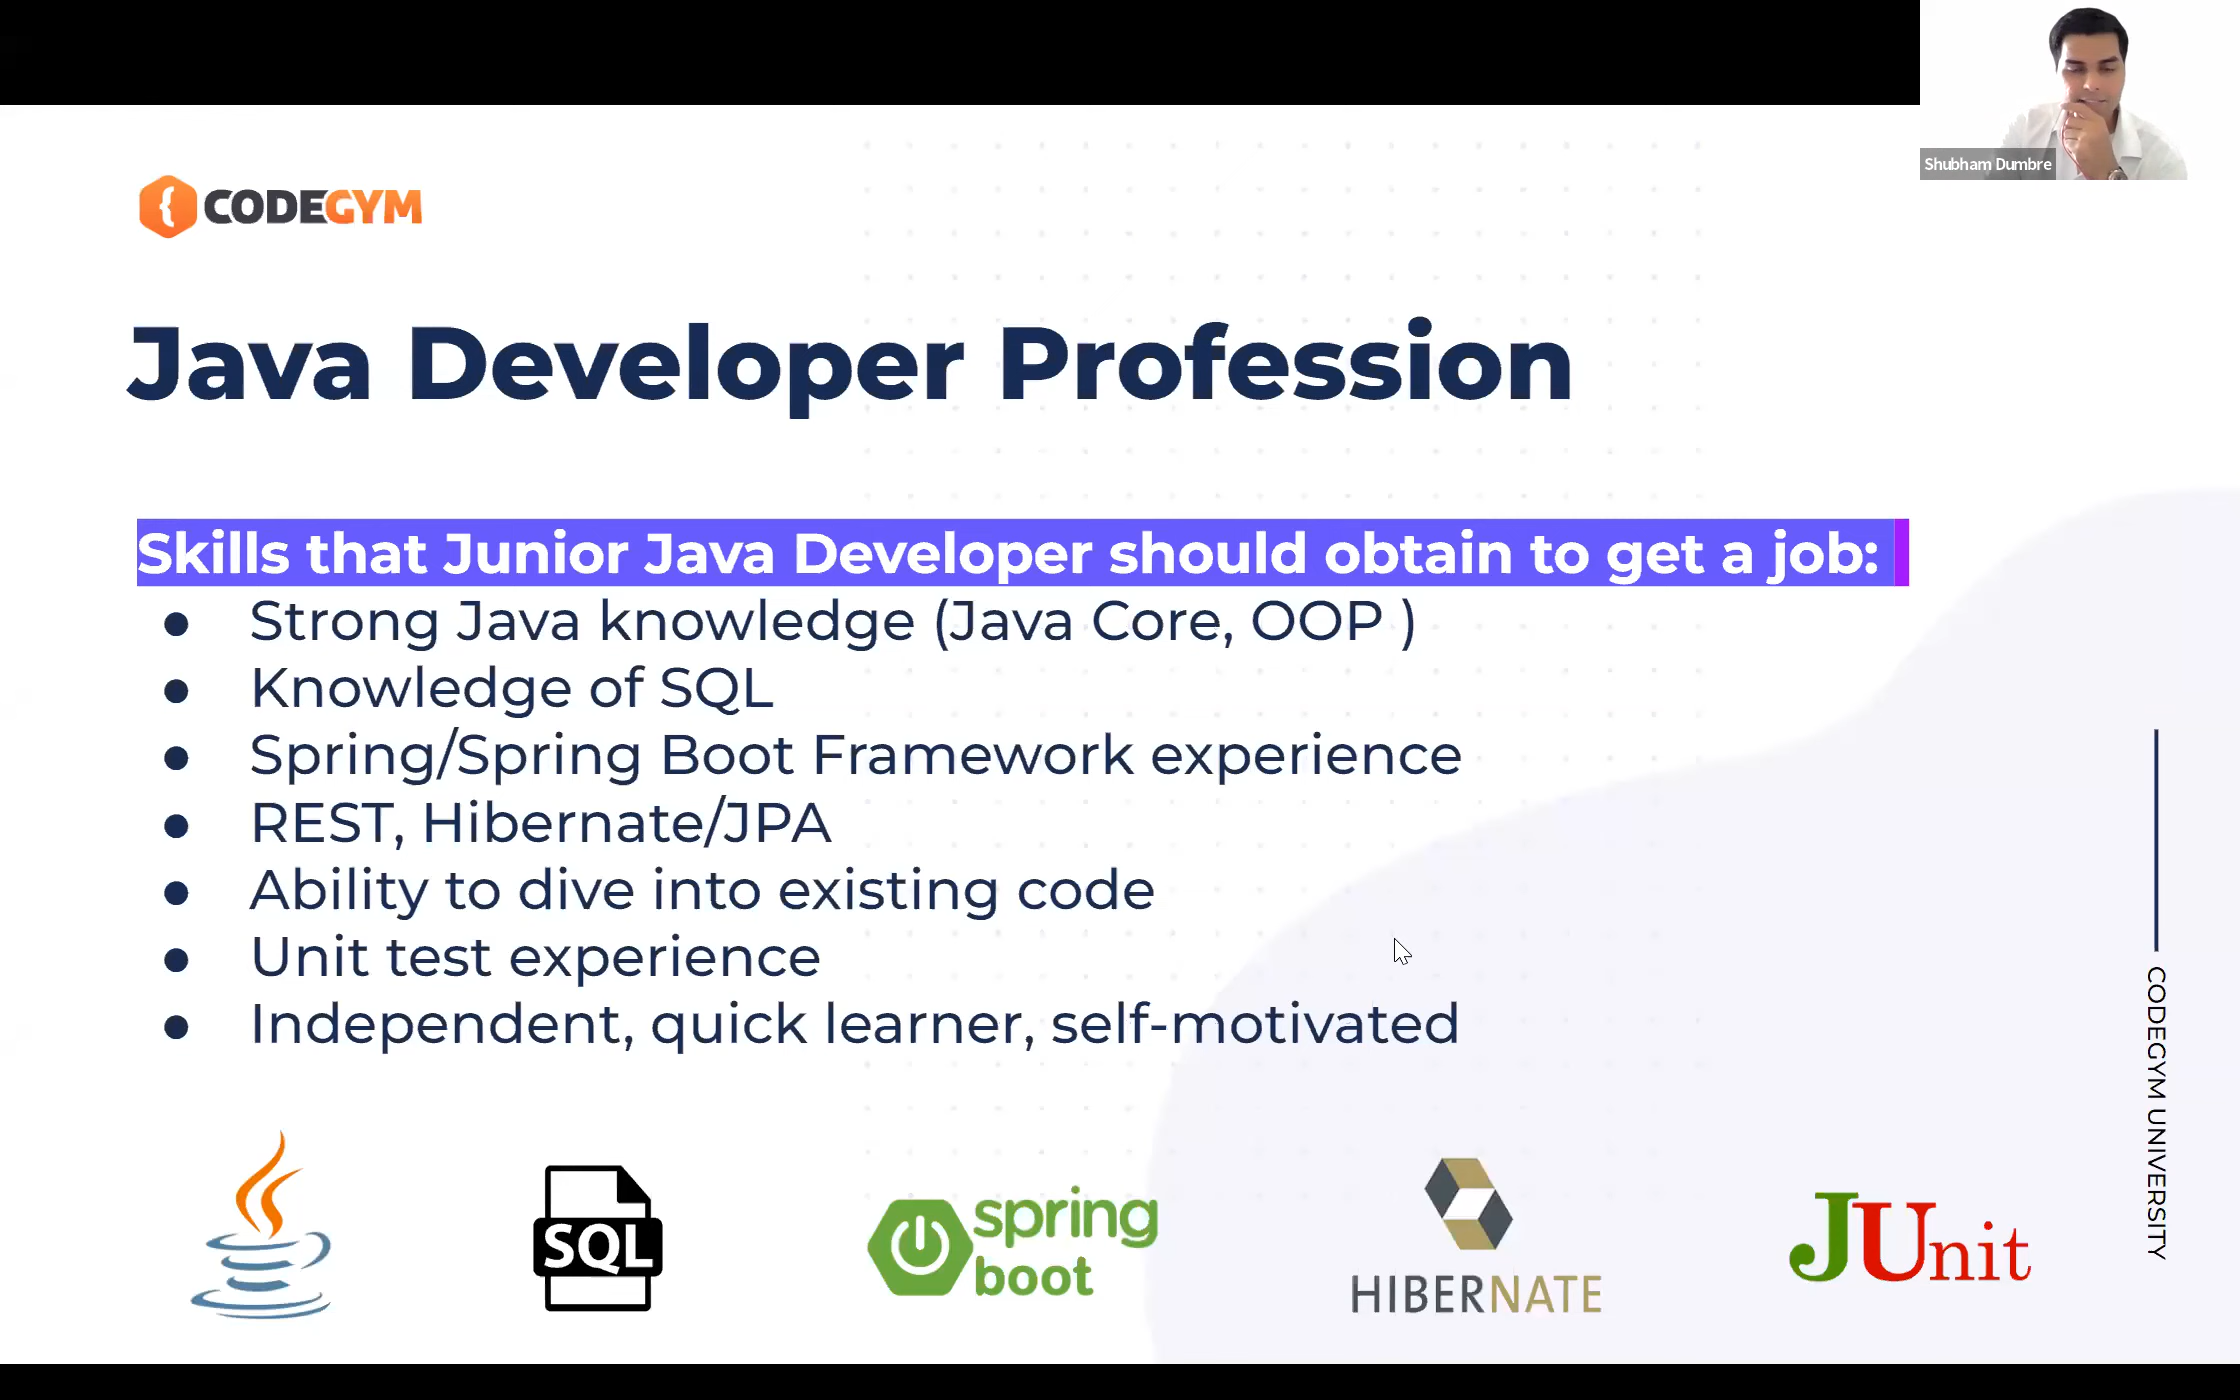 Shubham Dumbre
CODEGYM
Java Developer Profession
Skills that Junior Java Developer should obtain to get a job:
● Strong Java knowledge (Java Core, OOP )
● Knowledge of SQL
● Spring/Spring Boot Framework experience
● REST, Hibernate/JPA
● Ability to dive into existing code
● Unit test experience
● Independent, quick learner, self-motivated
CODEGYM UNIVERSITY
SQL
spring
boot
HIBERNATE
JUnit